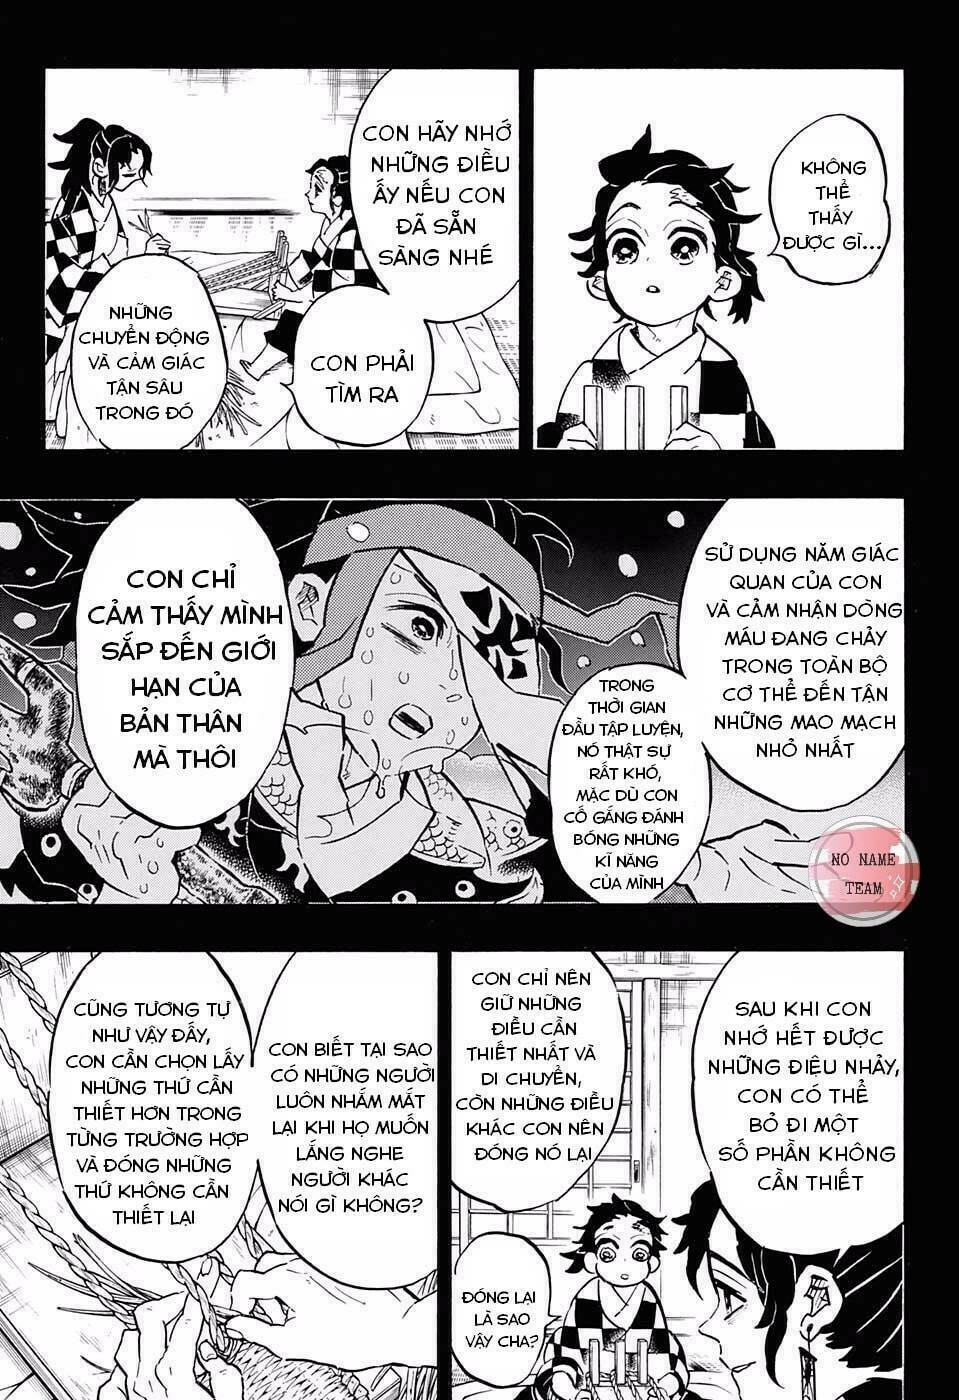 KHÔNG
THỂ
THẤY
ĐƯỢC GÌ...
CON HÃY NHỚ
NHỮNG ĐIỀU
ẤY NẾU CON
ĐÃ SẴN
SÀNG NHÉ
CON PHẢI
TÌM RA
NHỮNG
CHUYỂN ĐỘNG
VÀ CẢM GIÁC
TẬN SÂU
TRONG ĐÓ
SỬ DỤNG NĂM GIÁC
QUAN CỦA CON
VÀ CẢM NHẬN DÒNG
MÁU ĐANG CHẢY
TRONG TOÀN BỘ
CƠ THỂ ĐẾN TẬN
NHỮNG MAO MẠCH
NHỎ NHẤT
TRONG
THỜI GIAN
ĐẦU TẬP LUYỆN,
NÓ THẬT SỰ
RẤT KHÓ,
MẶC DÙ CON
CỐ GẮNG ĐÁNH
BÓNG NHỮNG
KĨ NĂNG
CỦA MÌNH
CON CHỈ
CẢM THẤY MÌNH
SẮP ĐẾN GIỚI
HẠN CỦA
BẢN THÂN
MÀ THÔI
NO NAME
TEAM
SAU KHI CON
NHỚ HẾT ĐƯỢC
NHỮNG ĐIỆU NHẢY,
CON CÓ THỂ
BỎ ĐI MỘT
SỐ PHẦN KHÔNG
CẦN THIẾT
CON CHỈ NÊN
GIỮ NHỮNG
ĐIỀU CẦN
THIẾT NHẤT VÀ
DI CHUYỂN,
CÒN NHỮNG ĐIỀU
KHÁC CON NÊN
ĐÓNG NÓ LẠI
ĐÓNG LẠI
LÀ SAO
VẬY CHA?
CON BIẾT TẠI SAO
CÓ NHỮNG NGƯỜI
LUÔN NHẮM MẮT
LẠI KHI HỌ MUỐN
LẮNG NGHE
NGƯỜI KHÁC
NÓI GÌ KHÔNG?
CŨNG TƯƠNG TỰ
NHƯ VẬY ĐẤY,
CON CẦN CHỌN LẤY
NHỮNG THỨ CẦN
THIẾT HƠN TRONG
TỪNG TRƯỜNG HỢP
VÀ ĐÓNG NHỮNG
THỨ KHÔNG CẦN
THIẾT LẠI